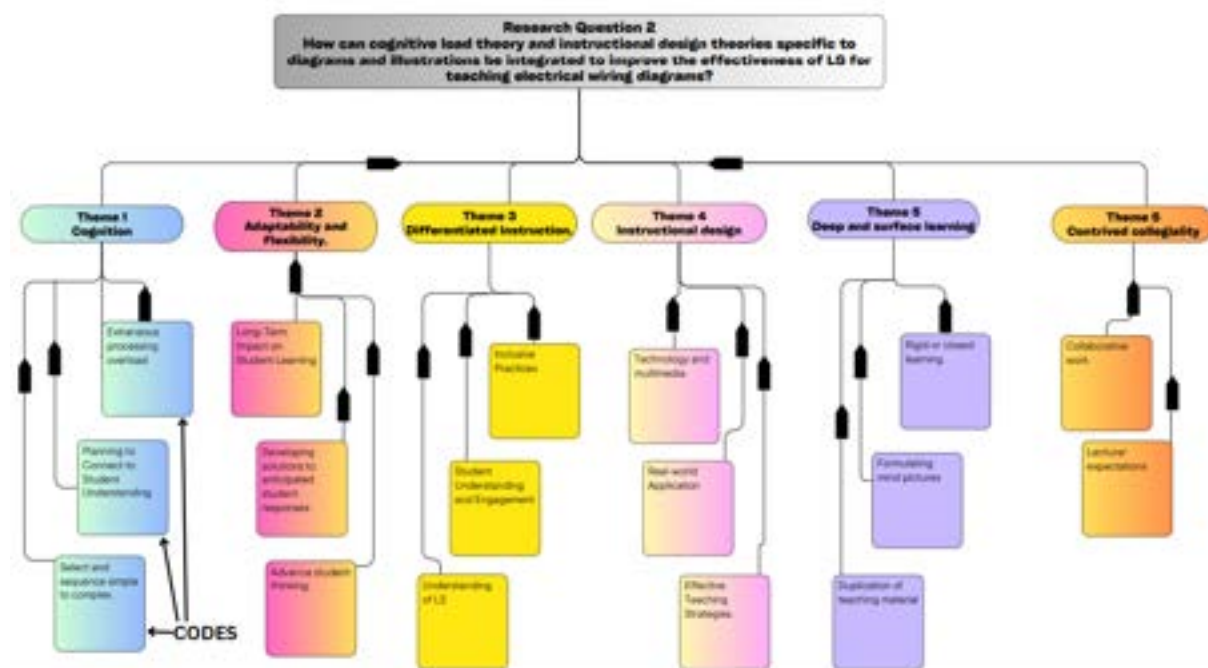 Research Question 2
How can cognitive load theory and instructional design theories specific to
diagrams and illustrations be integrated to improve the effectiveness of LS for
teaching electrical wiring diagrams?
Theme 1
Cognition
Theme 2
Adaptability and
Flexibility.
Theme 3
Differentiated instruction.
Theme 4
Instructional design
Theme 5
Deep and surface learning
Theme 6
Contrived collegiality
Extraneous
processing
overload
Planning to
Connect to
Student
Understanding
Select and
sequence simple
to complex.
CODES
Long-Term
Impact on
Student Learning
Developing
solutions to
anticipated
student
responses
Advance student
thinking
Inclusive
Practices
Student
Understanding
and Engagement
Understanding
of LS
Technology and
multimedia
Real-world
Application
Effective
Teaching
Strategies.
Rigid or closed
learning
Formulating
mind pictures
Duplication of
teaching material
Collaborative
work
Lecturer
expectations